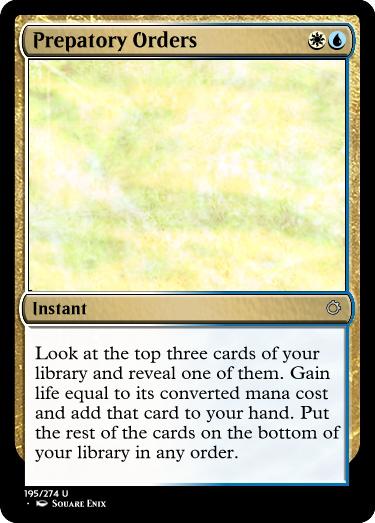 Prepatory Orders
Instant
Look at the top three cards of your
library and reveal one of them. Gain
life equal to its converted mana cost
and add that card to your hand. Put
the rest of the cards on the bottom of
your library in any order.
195/274 U
· Square Enix